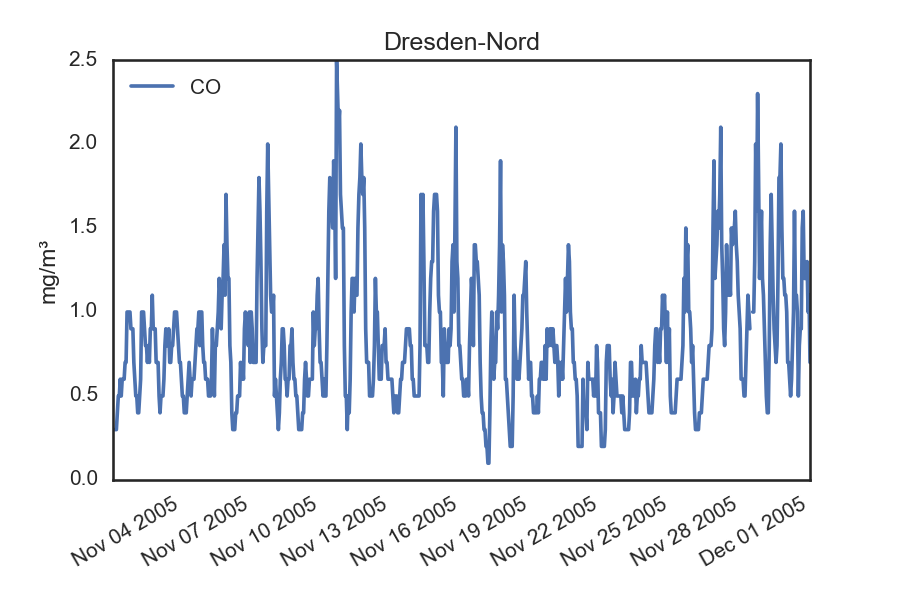 Dresden-Nord
CO
mg/m³
2.5
2.0
1.5
1.0
0.5
0.0
Nov 04 2005
Nov 07 2005
Nov 10 2005
Nov 13 2005
Nov 16 2005
Nov 19 2005
Nov 22 2005
Nov 25 2005
Nov 28 2005
Dec 01 2005